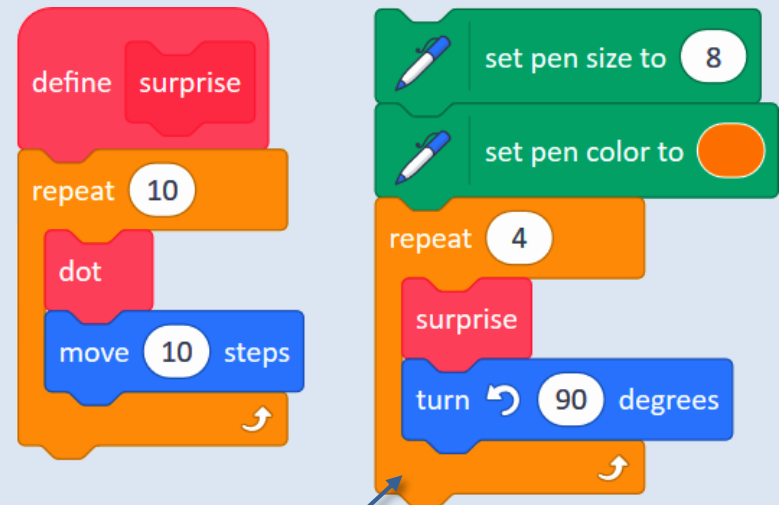 define surprise
repeat 10
dot
move 10 steps
set pen size to 8
set pen color to
repeat 4
surprise
turn 90 degrees